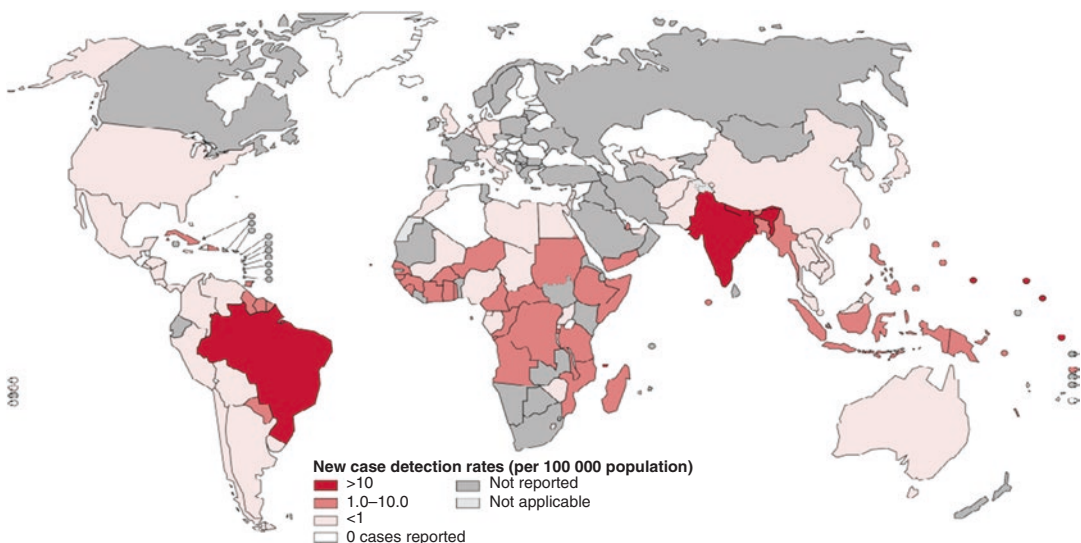 New case detection rates (per 100 000 population)
>10
1.0–10.0
<1
0 cases reported
Not reported
Not applicable